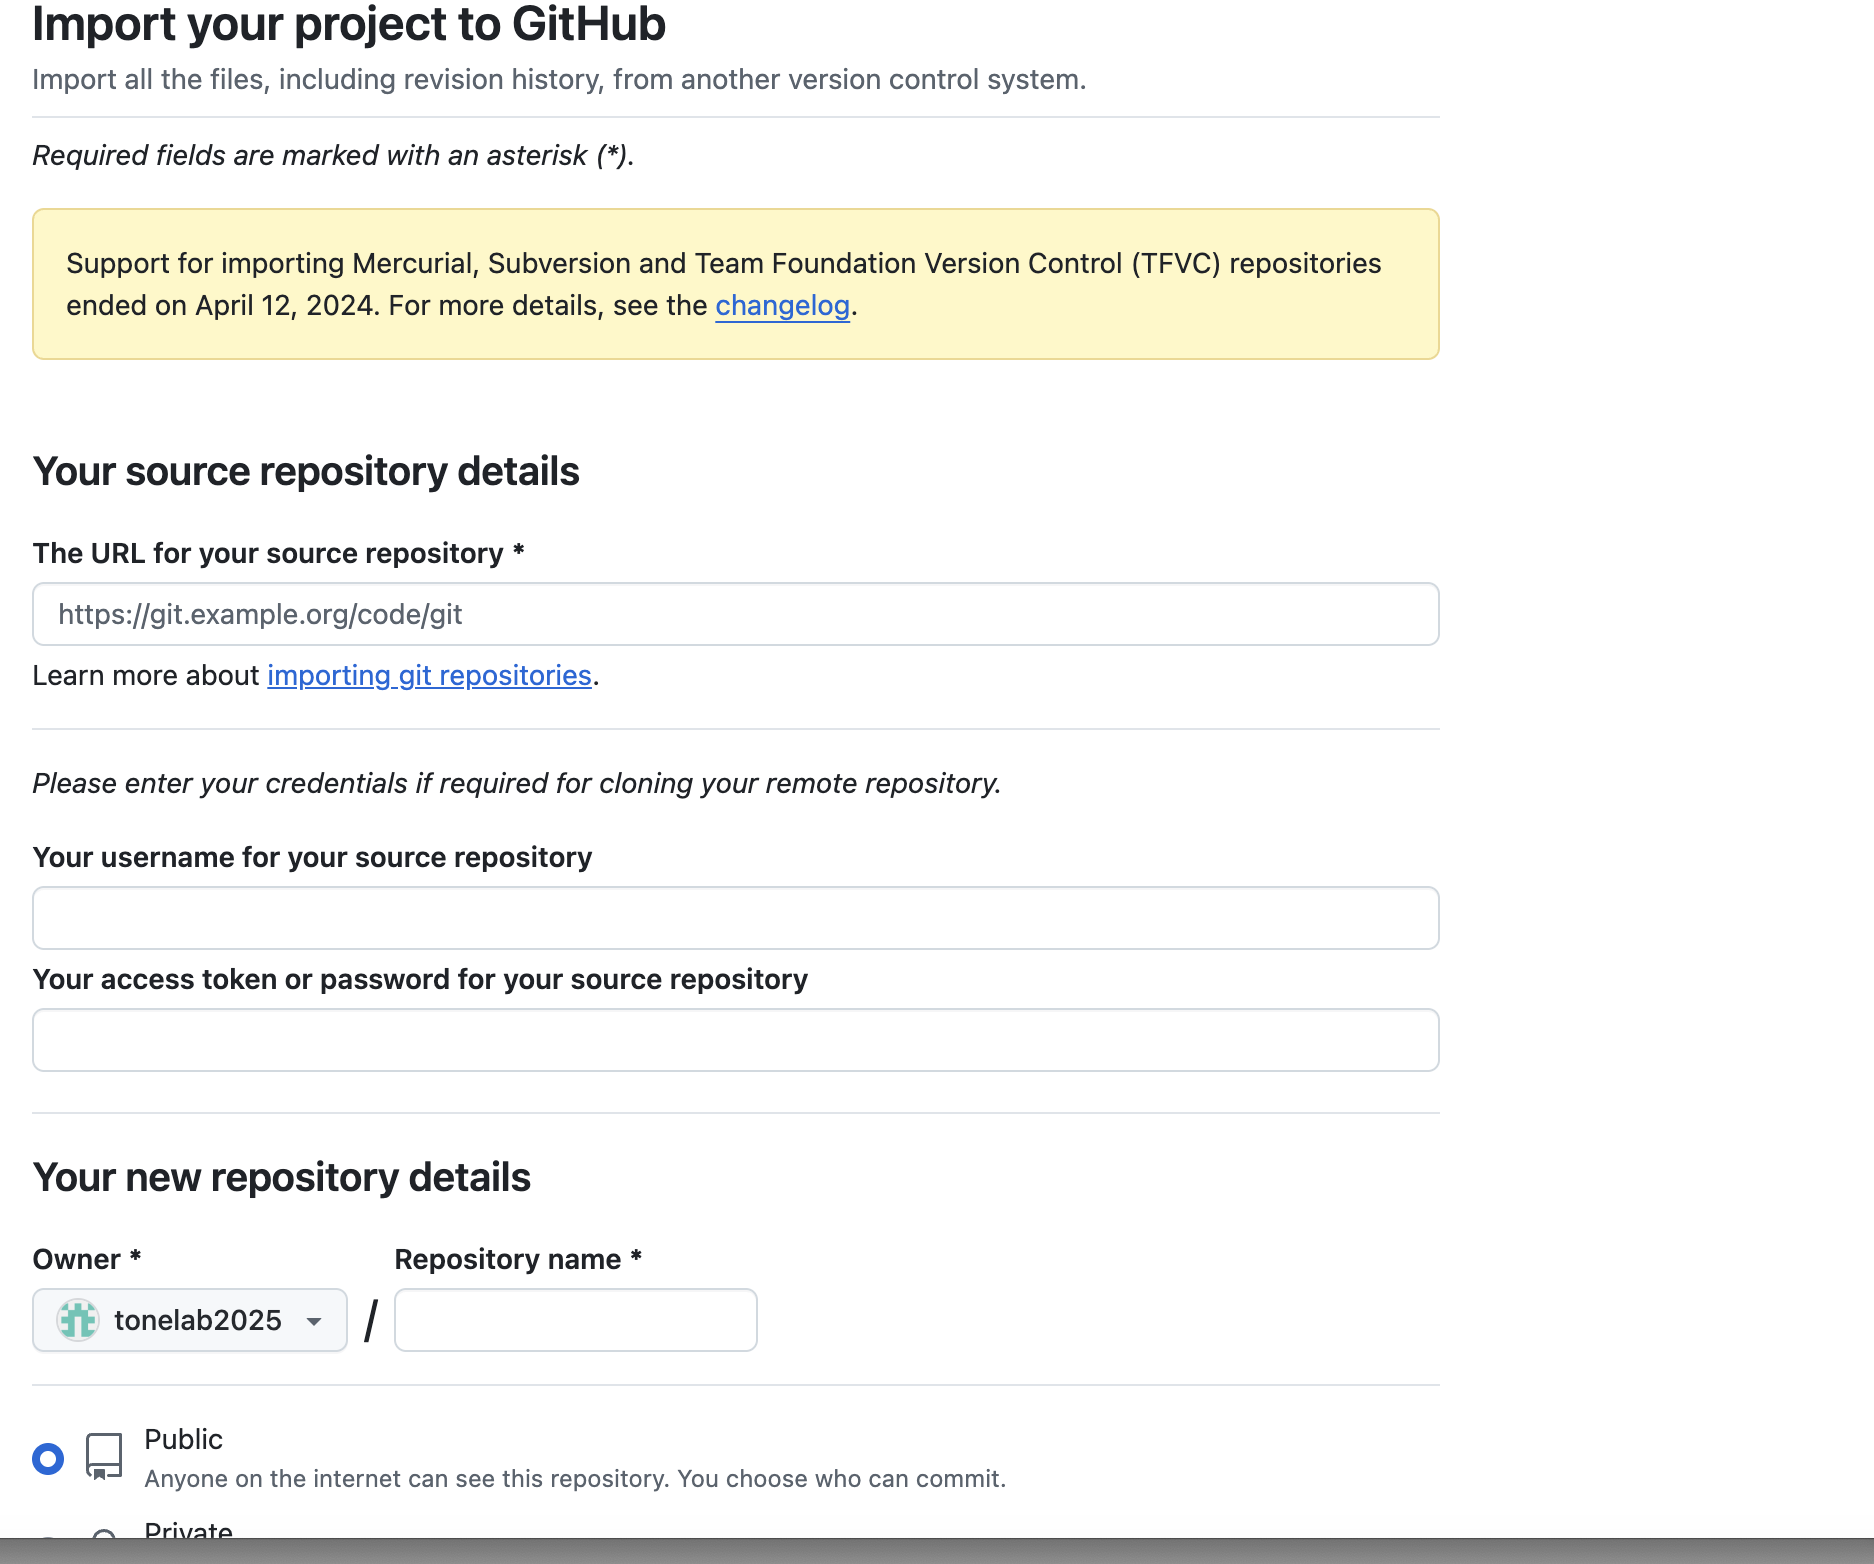 Import your project to GitHub
Import all the files, including revision history, from another version control system.
Required fields are marked with an asterisk (*).
Support for importing Mercurial, Subversion and Team Foundation Version Control (TFVC) repositories
ended on April 12, 2024. For more details, see the changelog.
Your source repository details
The URL for your source repository *
https://git.example.org/code/git
Learn more about importing git repositories.
Please enter your credentials if required for cloning your remote repository.
Your username for your source repository
Your access token or password for your source repository
Your new repository details
Owner * Repository name *
tonelab2025 /
Public
Anyone on the internet can see this repository. You choose who can commit.
Private